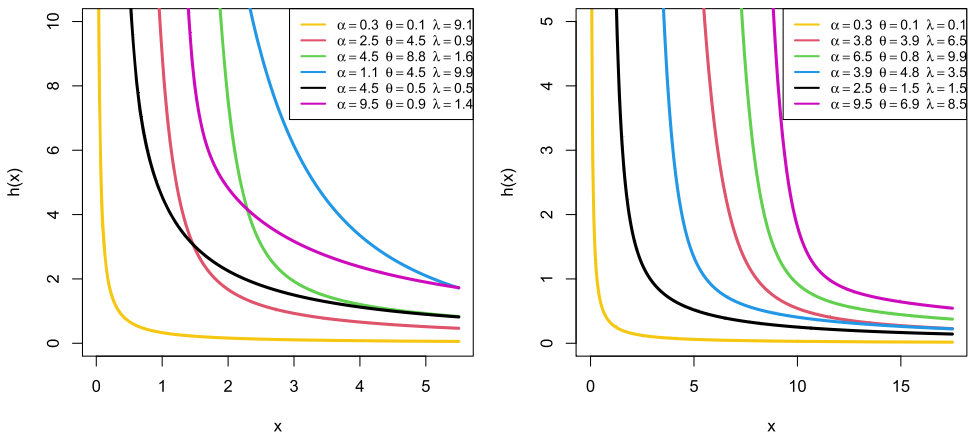 α = 0.3 θ = 0.1 λ = 9.1
α = 2.5 θ = 4.5 λ = 0.9
α = 4.5 θ = 8.8 λ = 1.6
α = 1.1 θ = 4.5 λ = 9.9
α = 4.5 θ = 0.5 λ = 0.5
α = 9.5 θ = 0.9 λ = 1.4
10
8
6
4
2
0
h(x)
0 1 2 3 4 5
x
α = 0.3 θ = 0.1 λ = 0.1
α = 3.8 θ = 3.9 λ = 6.5
α = 6.5 θ = 0.8 λ = 9.9
α = 3.9 θ = 4.8 λ = 3.5
α = 2.5 θ = 1.5 λ = 1.5
α = 9.5 θ = 6.9 λ = 8.5
5
4
3
2
1
0
h(x)
0 5 10 15
x